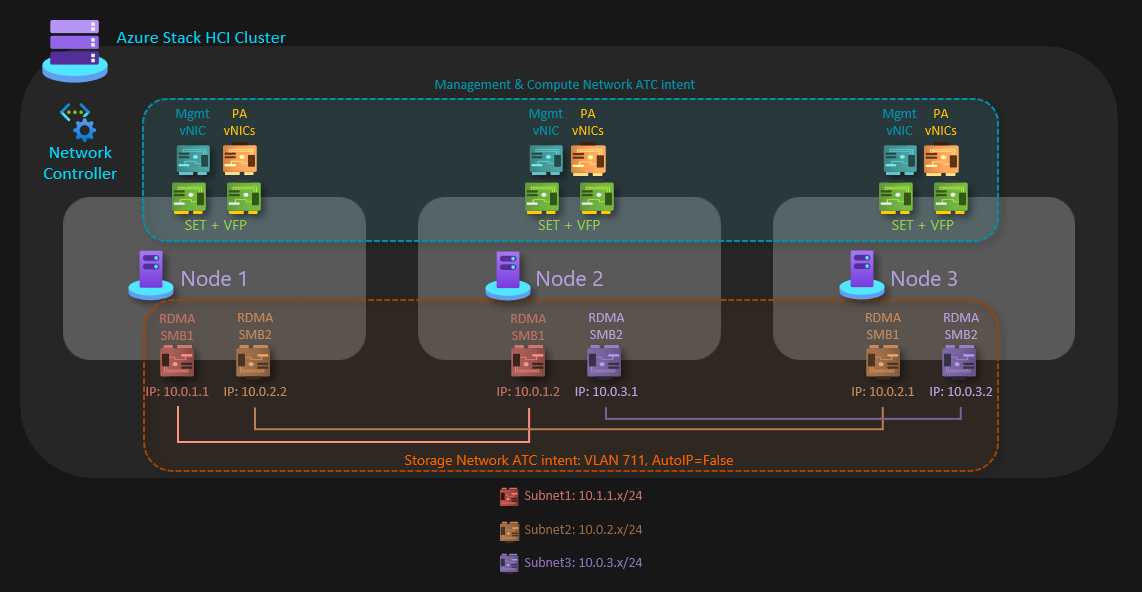 Azure Stack HCI Cluster
Management & Compute Network ATC intent
Network
Controller
Mgmt
vNIC
PA
vNICs
SET + VFP
Mgmt
vNIC
PA
vNICs
SET + VFP
Mgmt
vNIC
PA
vNICs
SET + VFP
Node 1
Node 2
Node 3
RDMA
SMB1
IP: 10.0.1.1
RDMA
SMB2
IP: 10.0.2.2
RDMA
SMB1
IP: 10.0.1.2
RDMA
SMB2
IP: 10.0.3.1
RDMA
SMB1
IP: 10.0.2.1
RDMA
SMB2
IP: 10.0.3.2
Storage Network ATC intent: VLAN 711, AutoIP=False
Subnet1: 10.1.1.x/24
Subnet2: 10.0.2.x/24
Subnet3: 10.0.3.x/24